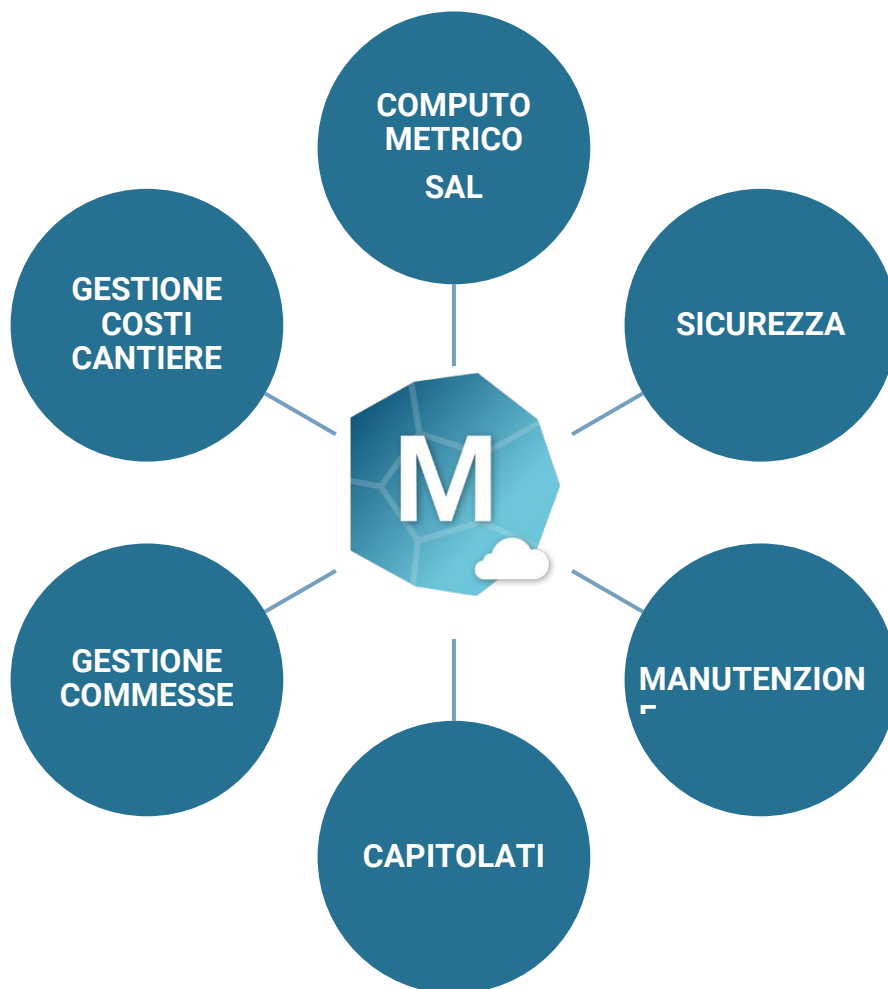 COMPUTO
METRICO
SAL
GESTIONE
COSTI
CANTIERE
SICUREZZA
M
GESTIONE
COMMESSE
MANUTENZION
E
CAPITOLATI